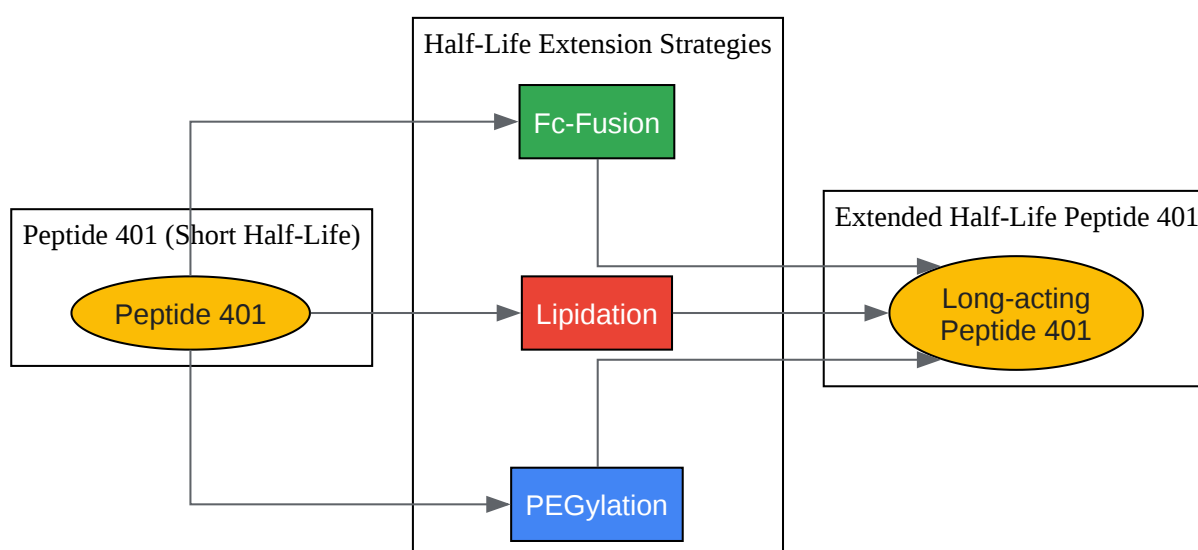 Half-Life Extension Strategies
Fc-Fusion
Peptide 401 (Short Half-Life)
Peptide 401
Lipidation
PEGylation
Extended Half-Life Peptide 401
Long-acting
Peptide 401